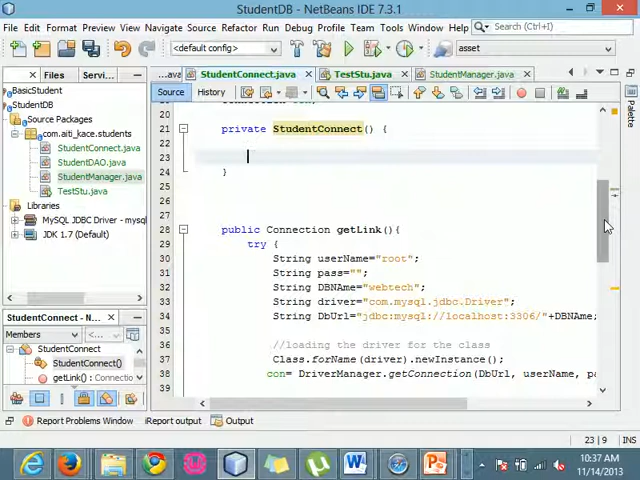 StudentDB - NetBeans IDE 7.3.1
File Edit Format Preview View Navigate Source Refactor Run Debug Profile Team Tools Window Help
Search (Ctrl+I)
<default config>
asset
Files Servi...
...ava StudentConnect.java TestStu.java StudentManager.java
Source History
Palette
BasicStudent
StudentDB
Source Packages
com.aiti_kace.students
StudentConnect.java
StudentDAO.java
StudentManager.java
TestStu.java
Libraries
MySQL JDBC Driver - mysql
JDK 1.7 (Default)
20
21 private StudentConnect() {
22
23
24 }
25
26
27
28 public Connection getLink(){
29 try {
30 String userName="root";
31 String pass="";
32 String DBNAme="webtech";
33 String driver="com.mysql.jdbc.Driver";
34 String DbUrl="jdbc:mysql://localhost:3306/"+DBNAme;
35
36 //loading the driver for the class
37 Class.forName(driver).newInstance();
38 con= DriverManager.getConnection(DbUrl, userName, pa
39
StudentConnect - N...
Members <...
StudentConnect
StudentConnect()
getLink() : Connectio
Report Problems Window iReport output Output
23 | 9 INS
10:37 AM
11/14/2013